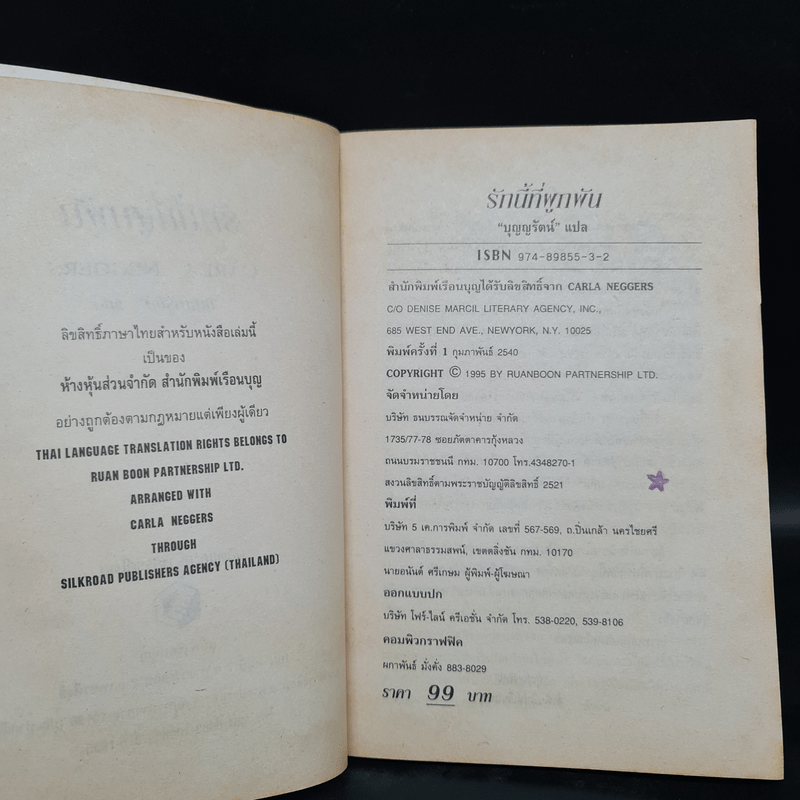 ลิขสิทธิ์ภาษาไทยสำหรับหนังสือเล่มนี้
เป็นของ
ห้างหุ้นส่วนจำกัด สำนักพิมพ์เรือนบุญ
อย่างถูกต้องตามกฎหมายแต่เพียงผู้เดียว
THAI LANGUAGE TRANSLATION RIGHTS BELONGS TO
RUAN BOON PARTNERSHIP LTD.
ARRANGED WITH
CARLA NEGGERS
THROUGH
SILKROAD PUBLISHERS AGENCY (THAILAND)
รักนี้ที่ผูกพัน
"บุญญรัตน์" แปล
ISBN 974-89855-3-2
สำนักพิมพ์เรือนบุญได้รับลิขสิทธิ์จาก CARLA NEGGERS
C/O DENISE MARCIL LITERARY AGENCY, INC.,
685 WEST END AVE., NEWYORK, N.Y. 10025
พิมพ์ครั้งที่ 1 กุมภาพันธ์ 2540
COPYRIGHT © 1995 BY RUANBOON PARTNERSHIP LTD.
จัดจำหน่ายโดย
บริษัท ธนบรรณจัดจำหน่าย จำกัด
1735/77-78 ซอยภัตตาคารกุ้งหลวง
ถนนบรมราชชนนี กทม. 10700 โทร.4348270-1
สงวนลิขสิทธิ์ตามพระราชบัญญัติลิขสิทธิ์ 2521
พิมพ์ที่
บริษัท 5 เค.การพิมพ์ จำกัด เลขที่ 567-569, ถ.ปิ่นเกล้า นครไชยศรี
แขวงศาลาธรรมสพน์, เขตตลิ่งชัน กทม. 10170
นายอนันต์ ศรีเกษม ผู้พิมพ์-ผู้โฆษณา
ออกแบบปก
บริษัท โฟร์-ไลน์ ครีเอชั่น จำกัด โทร. 538-0220, 539-8106
คอมพิวกราฟฟิค
ผกาพันธ์ มั่งคั่ง 883-8029
ราคา 99 บาท